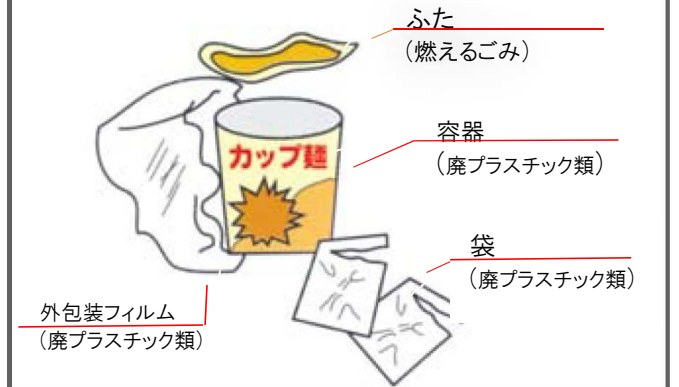 ふた
（燃えるごみ）
カップ麺
容器
（廃プラスチック類）
袋
（廃プラスチック類）
外包装フィルム
（廃プラスチック類）